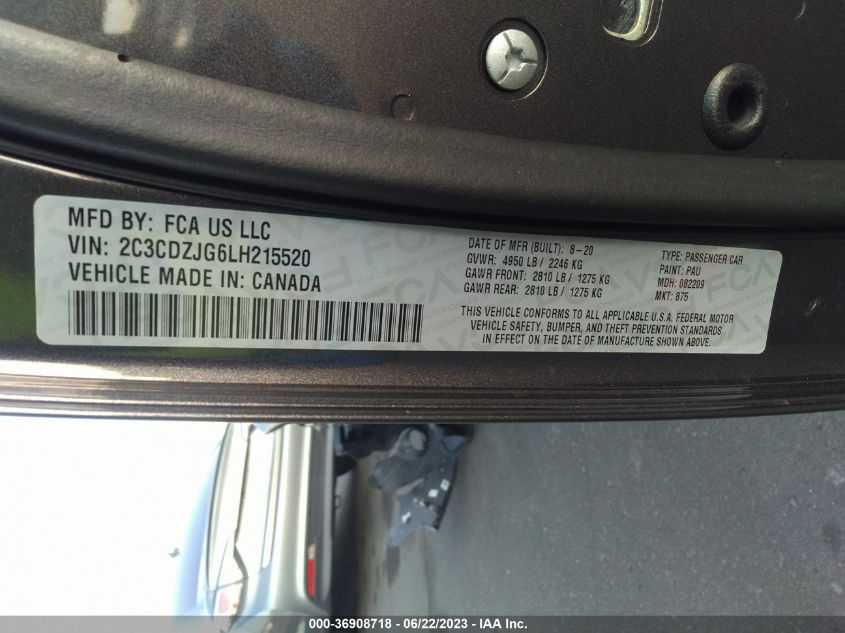 MFD BY: FCA US LLC
VIN: 2C3CDZJG6LH215520
VEHICLE MADE IN: CANADA
DATE OF MFR (BUILT): 8-20
GVWR: 4950 LB / 2246 KG
GAWR FRONT: 2810 LB / 1275 KG
GAWR REAR: 2810 LB / 1275 KG
TYPE: PASSENGER CAR
PAINT: PAU
MDH: 082209
MKT: 875
THIS VEHICLE CONFORMS TO ALL APPLICABLE U.S.A. FEDERAL MOTOR
VEHICLE SAFETY, BUMPER, AND THEFT PREVENTION STANDARDS
IN EFFECT ON THE DATE OF MANUFACTURE SHOWN ABOVE.
000-36908718 - 06/22/2023 - IAA Inc.